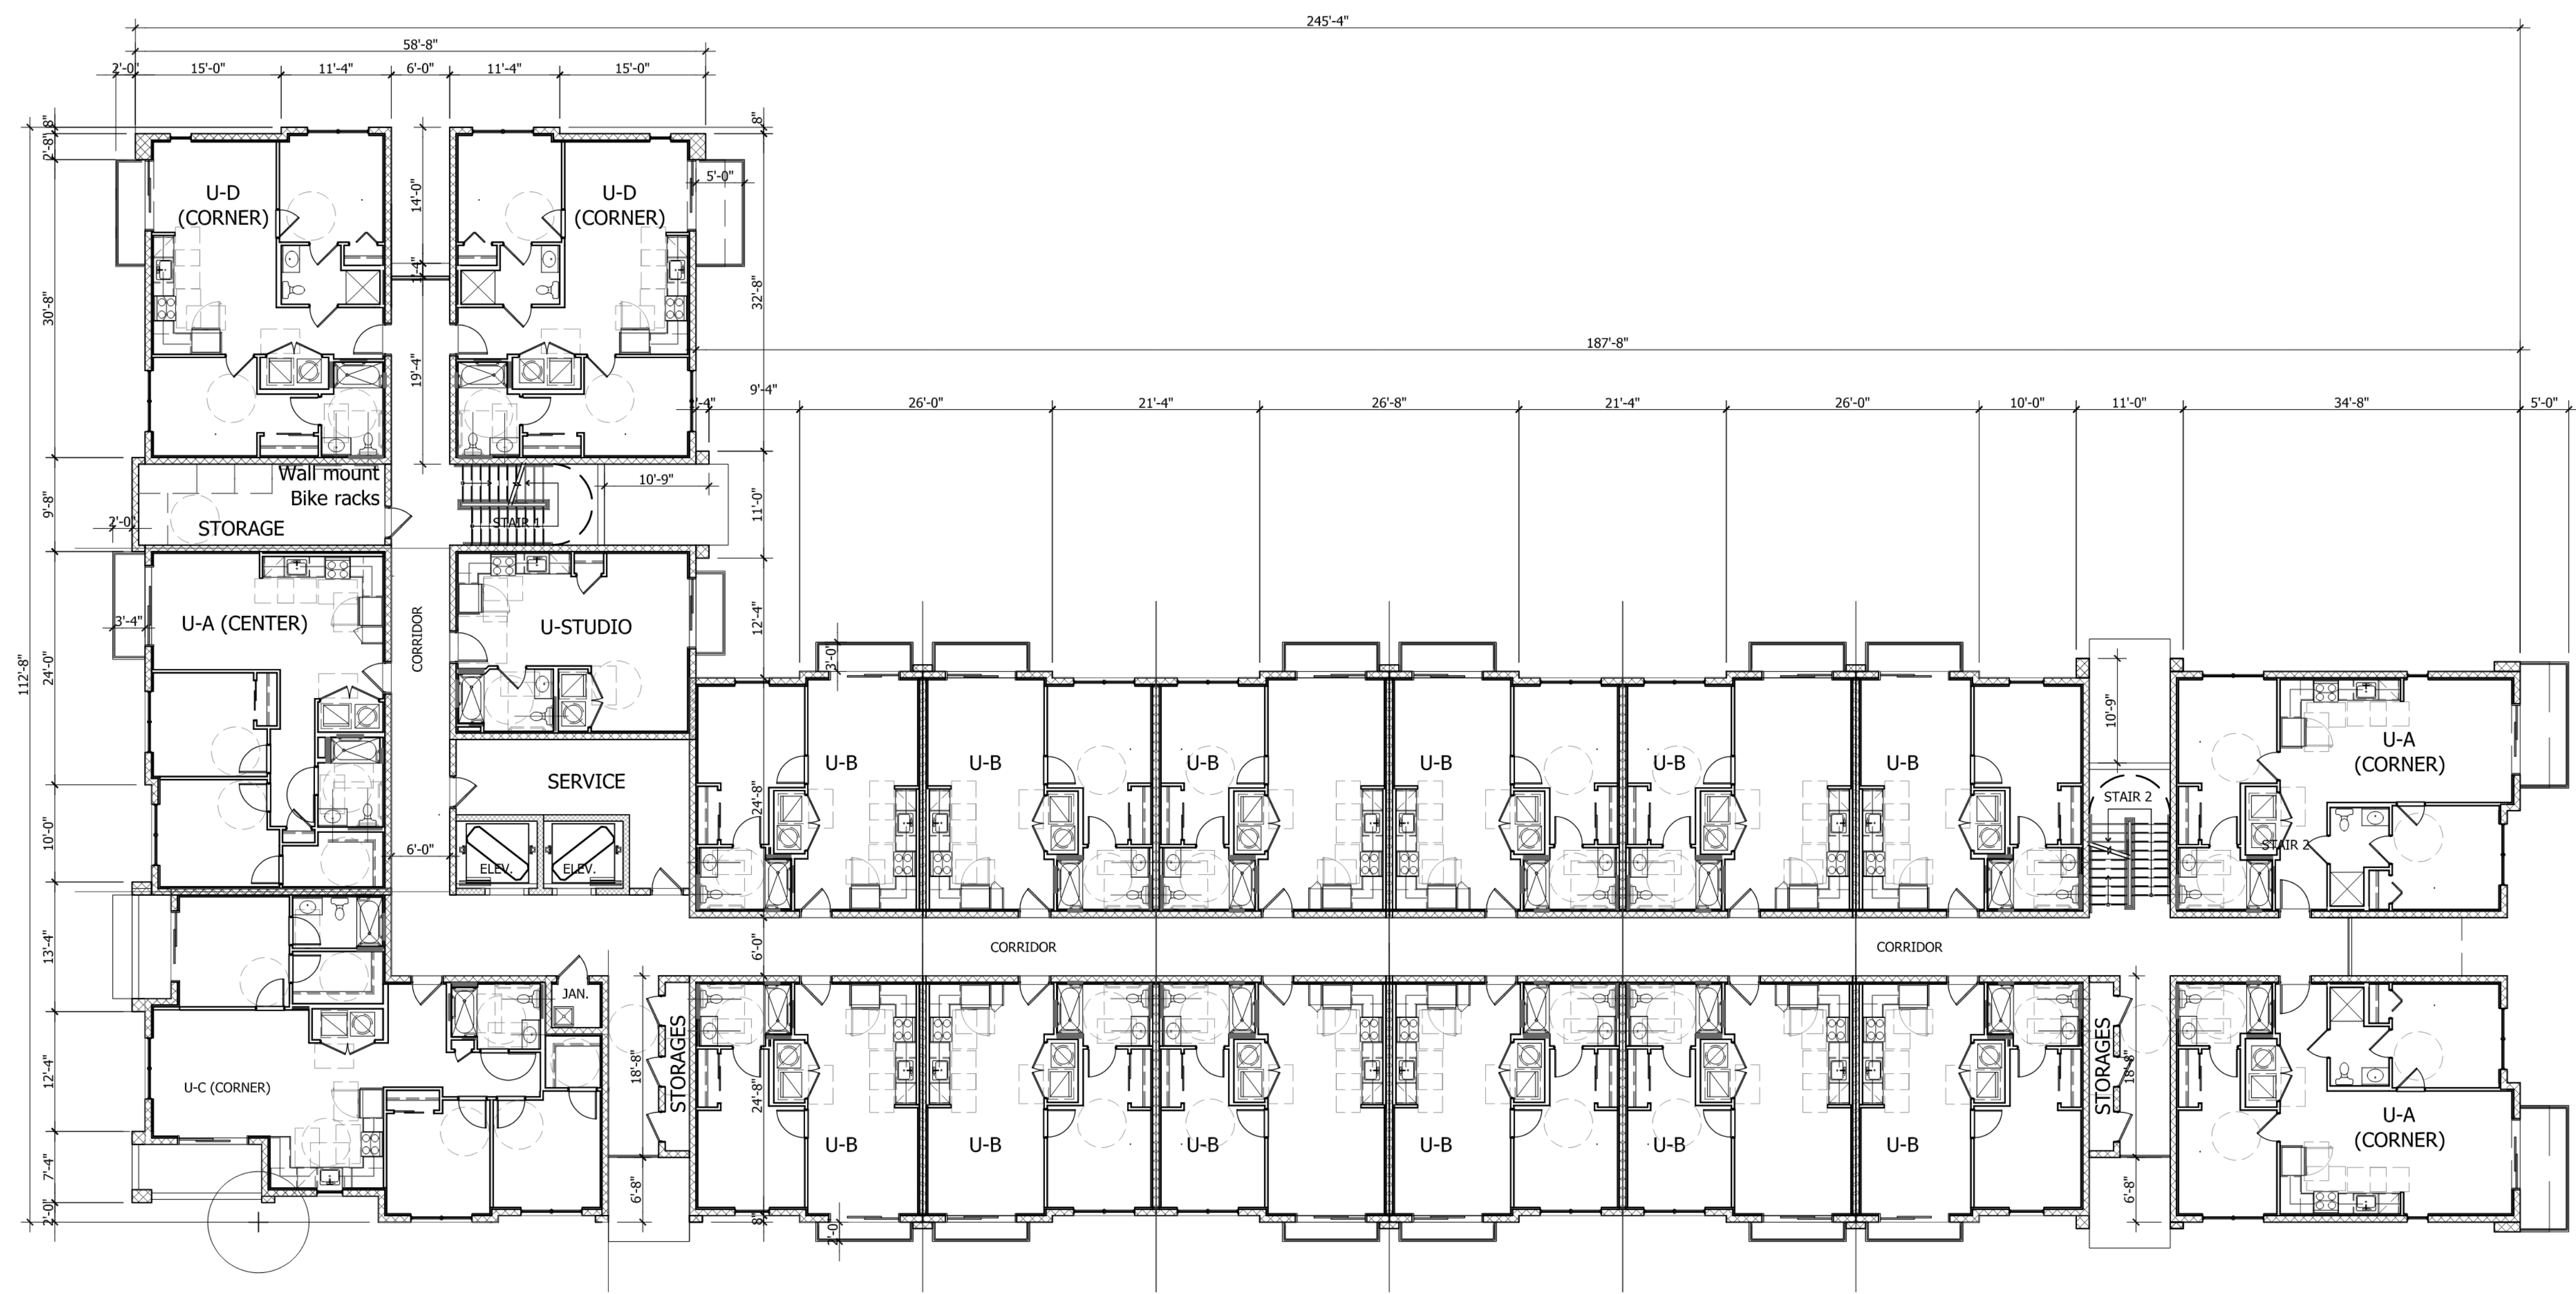 245'-4"
58'-8"
2'-0"
15'-0"
11'-4"
6'-0"
11'-4"
15'-0"
8"
2'-8"
8"
U-D
(CORNER)
14'-0"
U-D
(CORNER)
5'-0"
30'-8"
32'-8"
187'-8"
19'-4"
9'-4"
26'-0"
21'-4"
26'-8"
21'-4"
26'-0"
10'-0"
11'-0"
34'-8"
5'-0"
Wall mount
Bike racks
9'-8"
10'-9"
11'-0"
2'-0"
STORAGE
STAIR 1
112'-8"
24'-0"
3'-4"
U-A (CENTER)
CORRIDOR
U-STUDIO
12'-4"
3'-0"
10'-9"
U-A
(CORNER)
SERVICE
U-B
U-B
U-B
U-B
U-B
U-B
24'-8"
STAIR 2
10'-0"
6'-0"
ELEV.
ELEV.
STAIR 2
13'-4"
6'-0"
CORRIDOR
CORRIDOR
JAN.
18'-8"
STORAGES
24'-8"
STORAGES
18'-8"
12'-4"
U-C (CORNER)
U-B
U-B
U-B
U-B
U-B
U-B
U-A
(CORNER)
7'-4"
6'-8"
6'-8"
2'-0"
8"
2'-0"